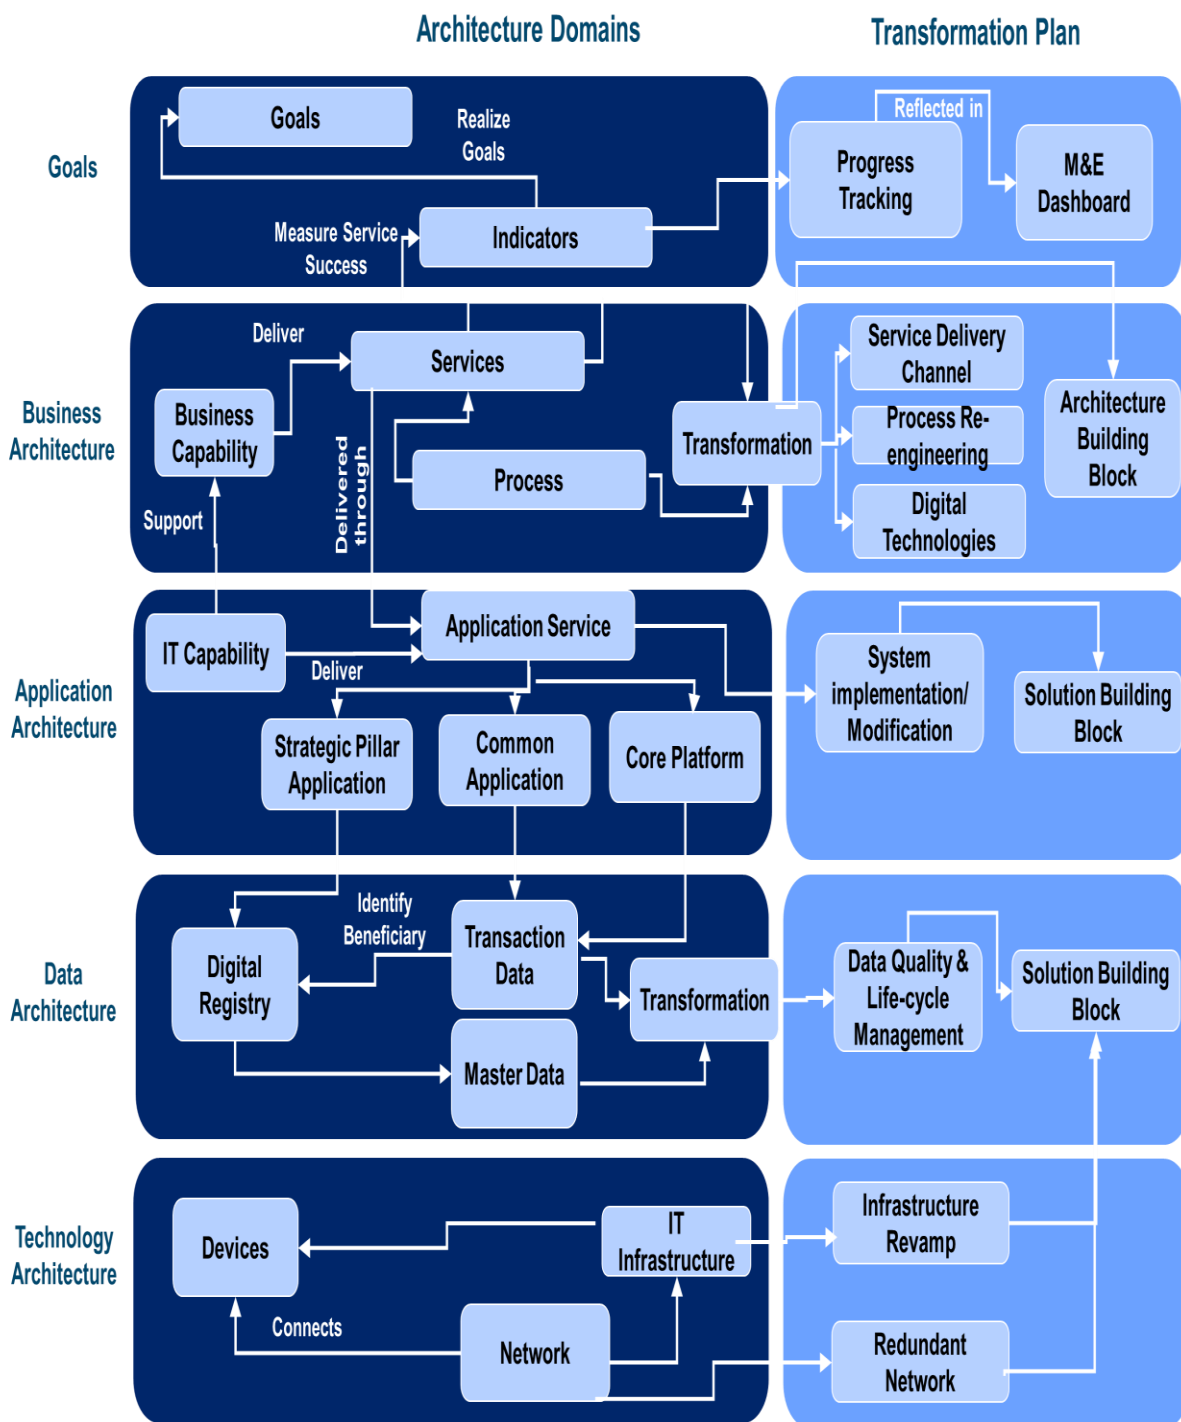 Architecture Domains
Transformation Plan
Goals
Goals
Realize
Goals
Measure Service
Success
Indicators
Reflected in
Progress
Tracking
M&E
Dashboard
Business
Architecture
Deliver
Services
Business
Capability
Support
Delivered
through
Process
Transformation
Service Delivery
Channel
Process Re-
engineering
Digital
Technologies
Architecture
Building
Block
Application
Architecture
IT Capability
Deliver
Application Service
Strategic Pillar
Application
Common
Application
Core Platform
System
implementation/
Modification
Solution Building
Block
Data
Architecture
Identify
Beneficiary
Digital
Registry
Transaction
Data
Master Data
Transformation
Data Quality &
Life-cycle
Management
Solution Building
Block
Technology
Architecture
Devices
IT
Infrastructure
Connects
Network
Infrastructure
Revamp
Redundant
Network